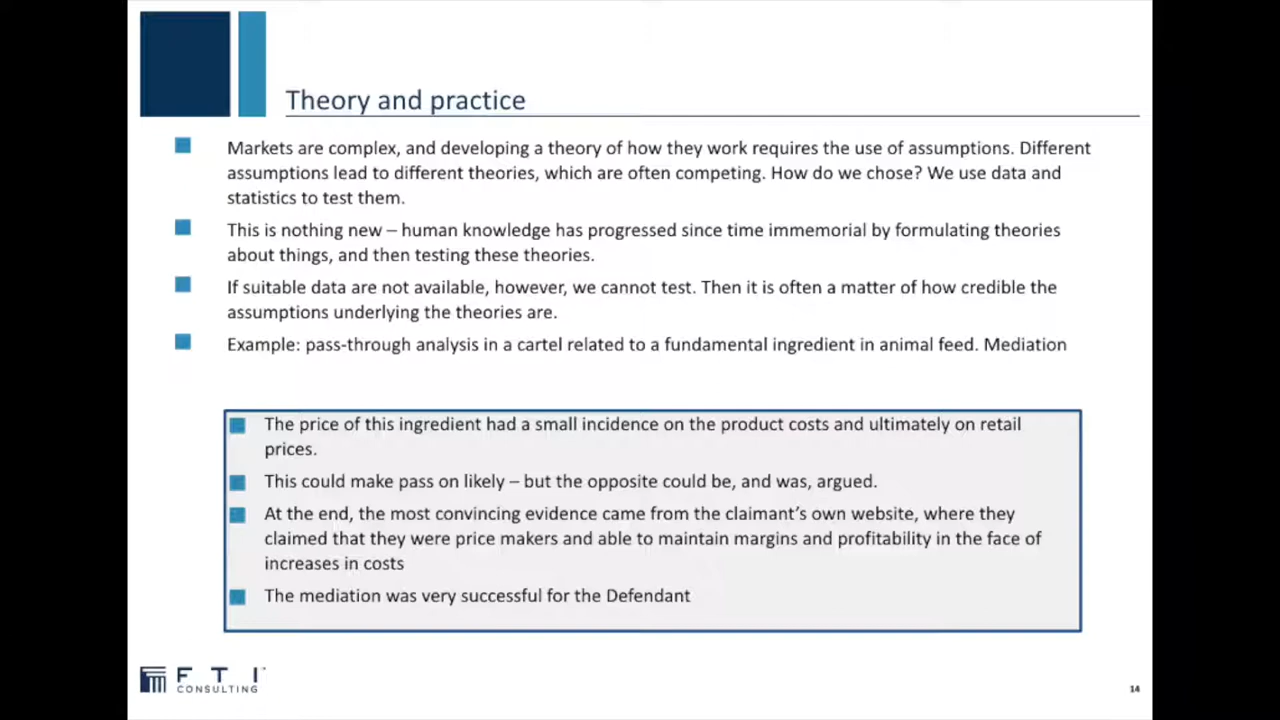 Theory and practice
Markets are complex, and developing a theory of how they work requires the use of assumptions. Different
assumptions lead to different theories, which are often competing. How do we chose? We use data and
statistics to test them.
This is nothing new – human knowledge has progressed since time immemorial by formulating theories
about things, and then testing these theories.
If suitable data are not available, however, we cannot test. Then it is often a matter of how credible the
assumptions underlying the theories are.
Example: pass-through analysis in a cartel related to a fundamental ingredient in animal feed. Mediation
The price of this ingredient had a small incidence on the product costs and ultimately on retail
prices.
This could make pass on likely – but the opposite could be, and was, argued.
At the end, the most convincing evidence came from the claimant’s own website, where they
claimed that they were price makers and able to maintain margins and profitability in the face of
increases in costs
The mediation was very successful for the Defendant
F T I
CONSULTING
14